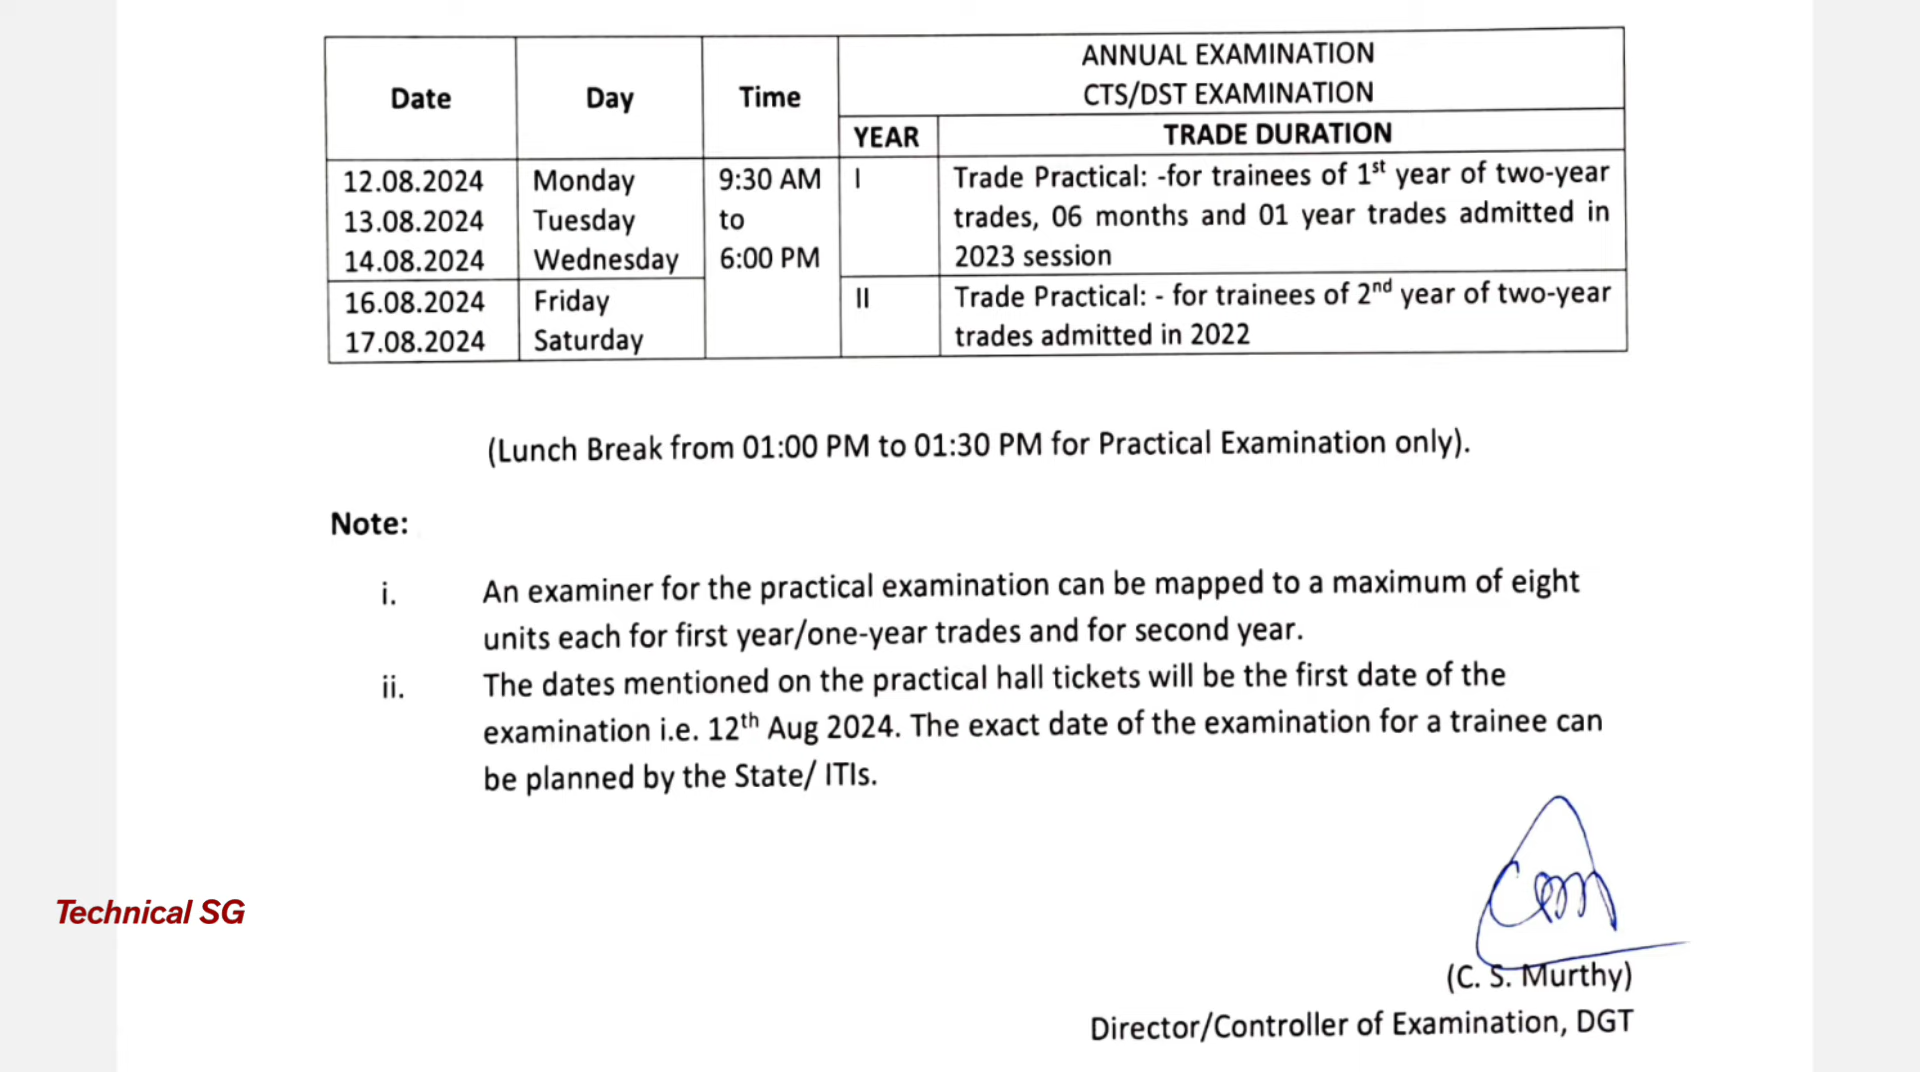 ANNUAL EXAMINATION
CTS/DST EXAMINATION
Date Day Time
YEAR TRADE DURATION
12.08.2024 Monday 9:30 AM I Trade Practical: -for trainees of 1st year of two-year
13.08.2024 Tuesday to trades, 06 months and 01 year trades admitted in
14.08.2024 Wednesday 6:00 PM 2023 session
16.08.2024 Friday II Trade Practical: - for trainees of 2nd year of two-year
17.08.2024 Saturday trades admitted in 2022
(Lunch Break from 01:00 PM to 01:30 PM for Practical Examination only).
Note:
i. An examiner for the practical examination can be mapped to a maximum of eight
units each for first year/one-year trades and for second year.
ii. The dates mentioned on the practical hall tickets will be the first date of the
examination i.e. 12th Aug 2024. The exact date of the examination for a trainee can
be planned by the State/ ITIs.
Technical SG
(C. S. Murthy)
Director/Controller of Examination, DGT